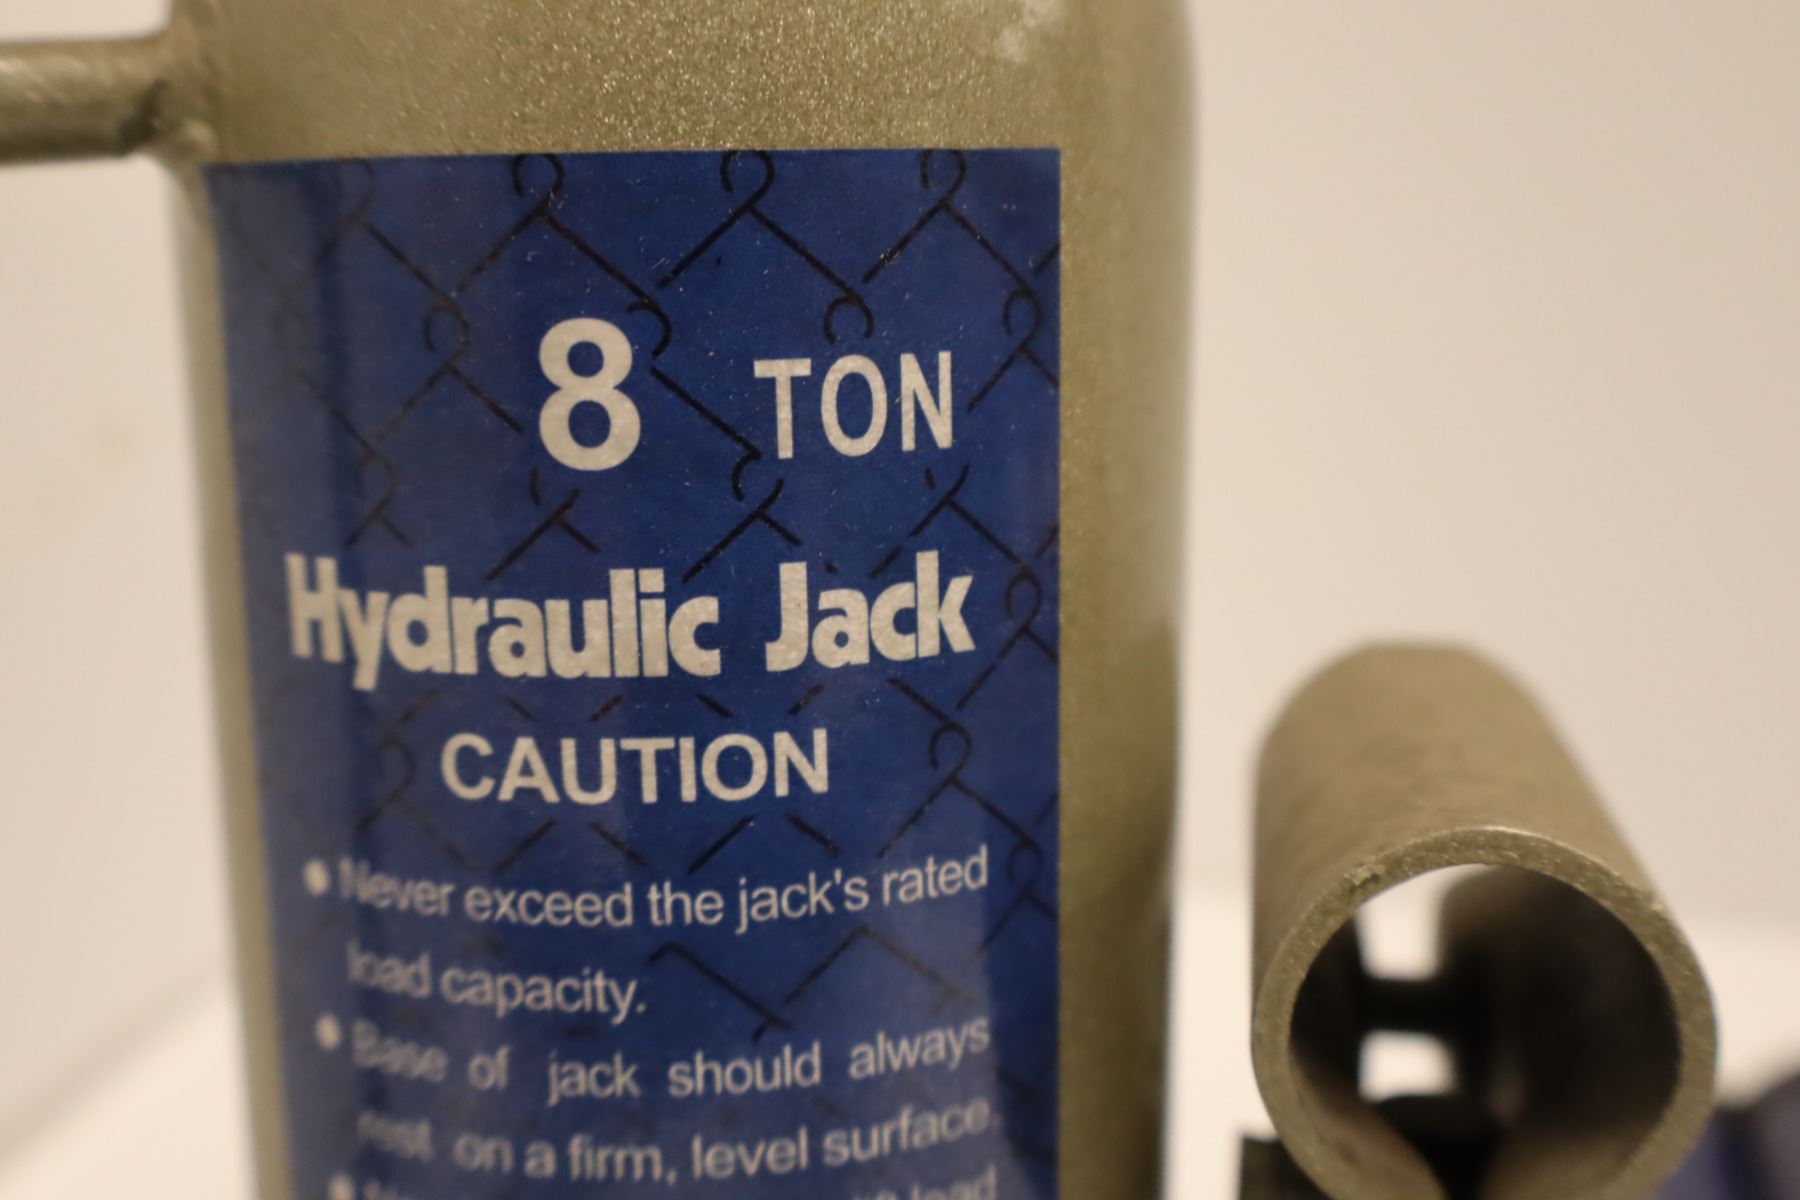 8 TON
Hydraulic Jack
CAUTION
• Never exceed the jack's rated
load capacity.
• Base of jack should always
rest on a firm, level surface.
load